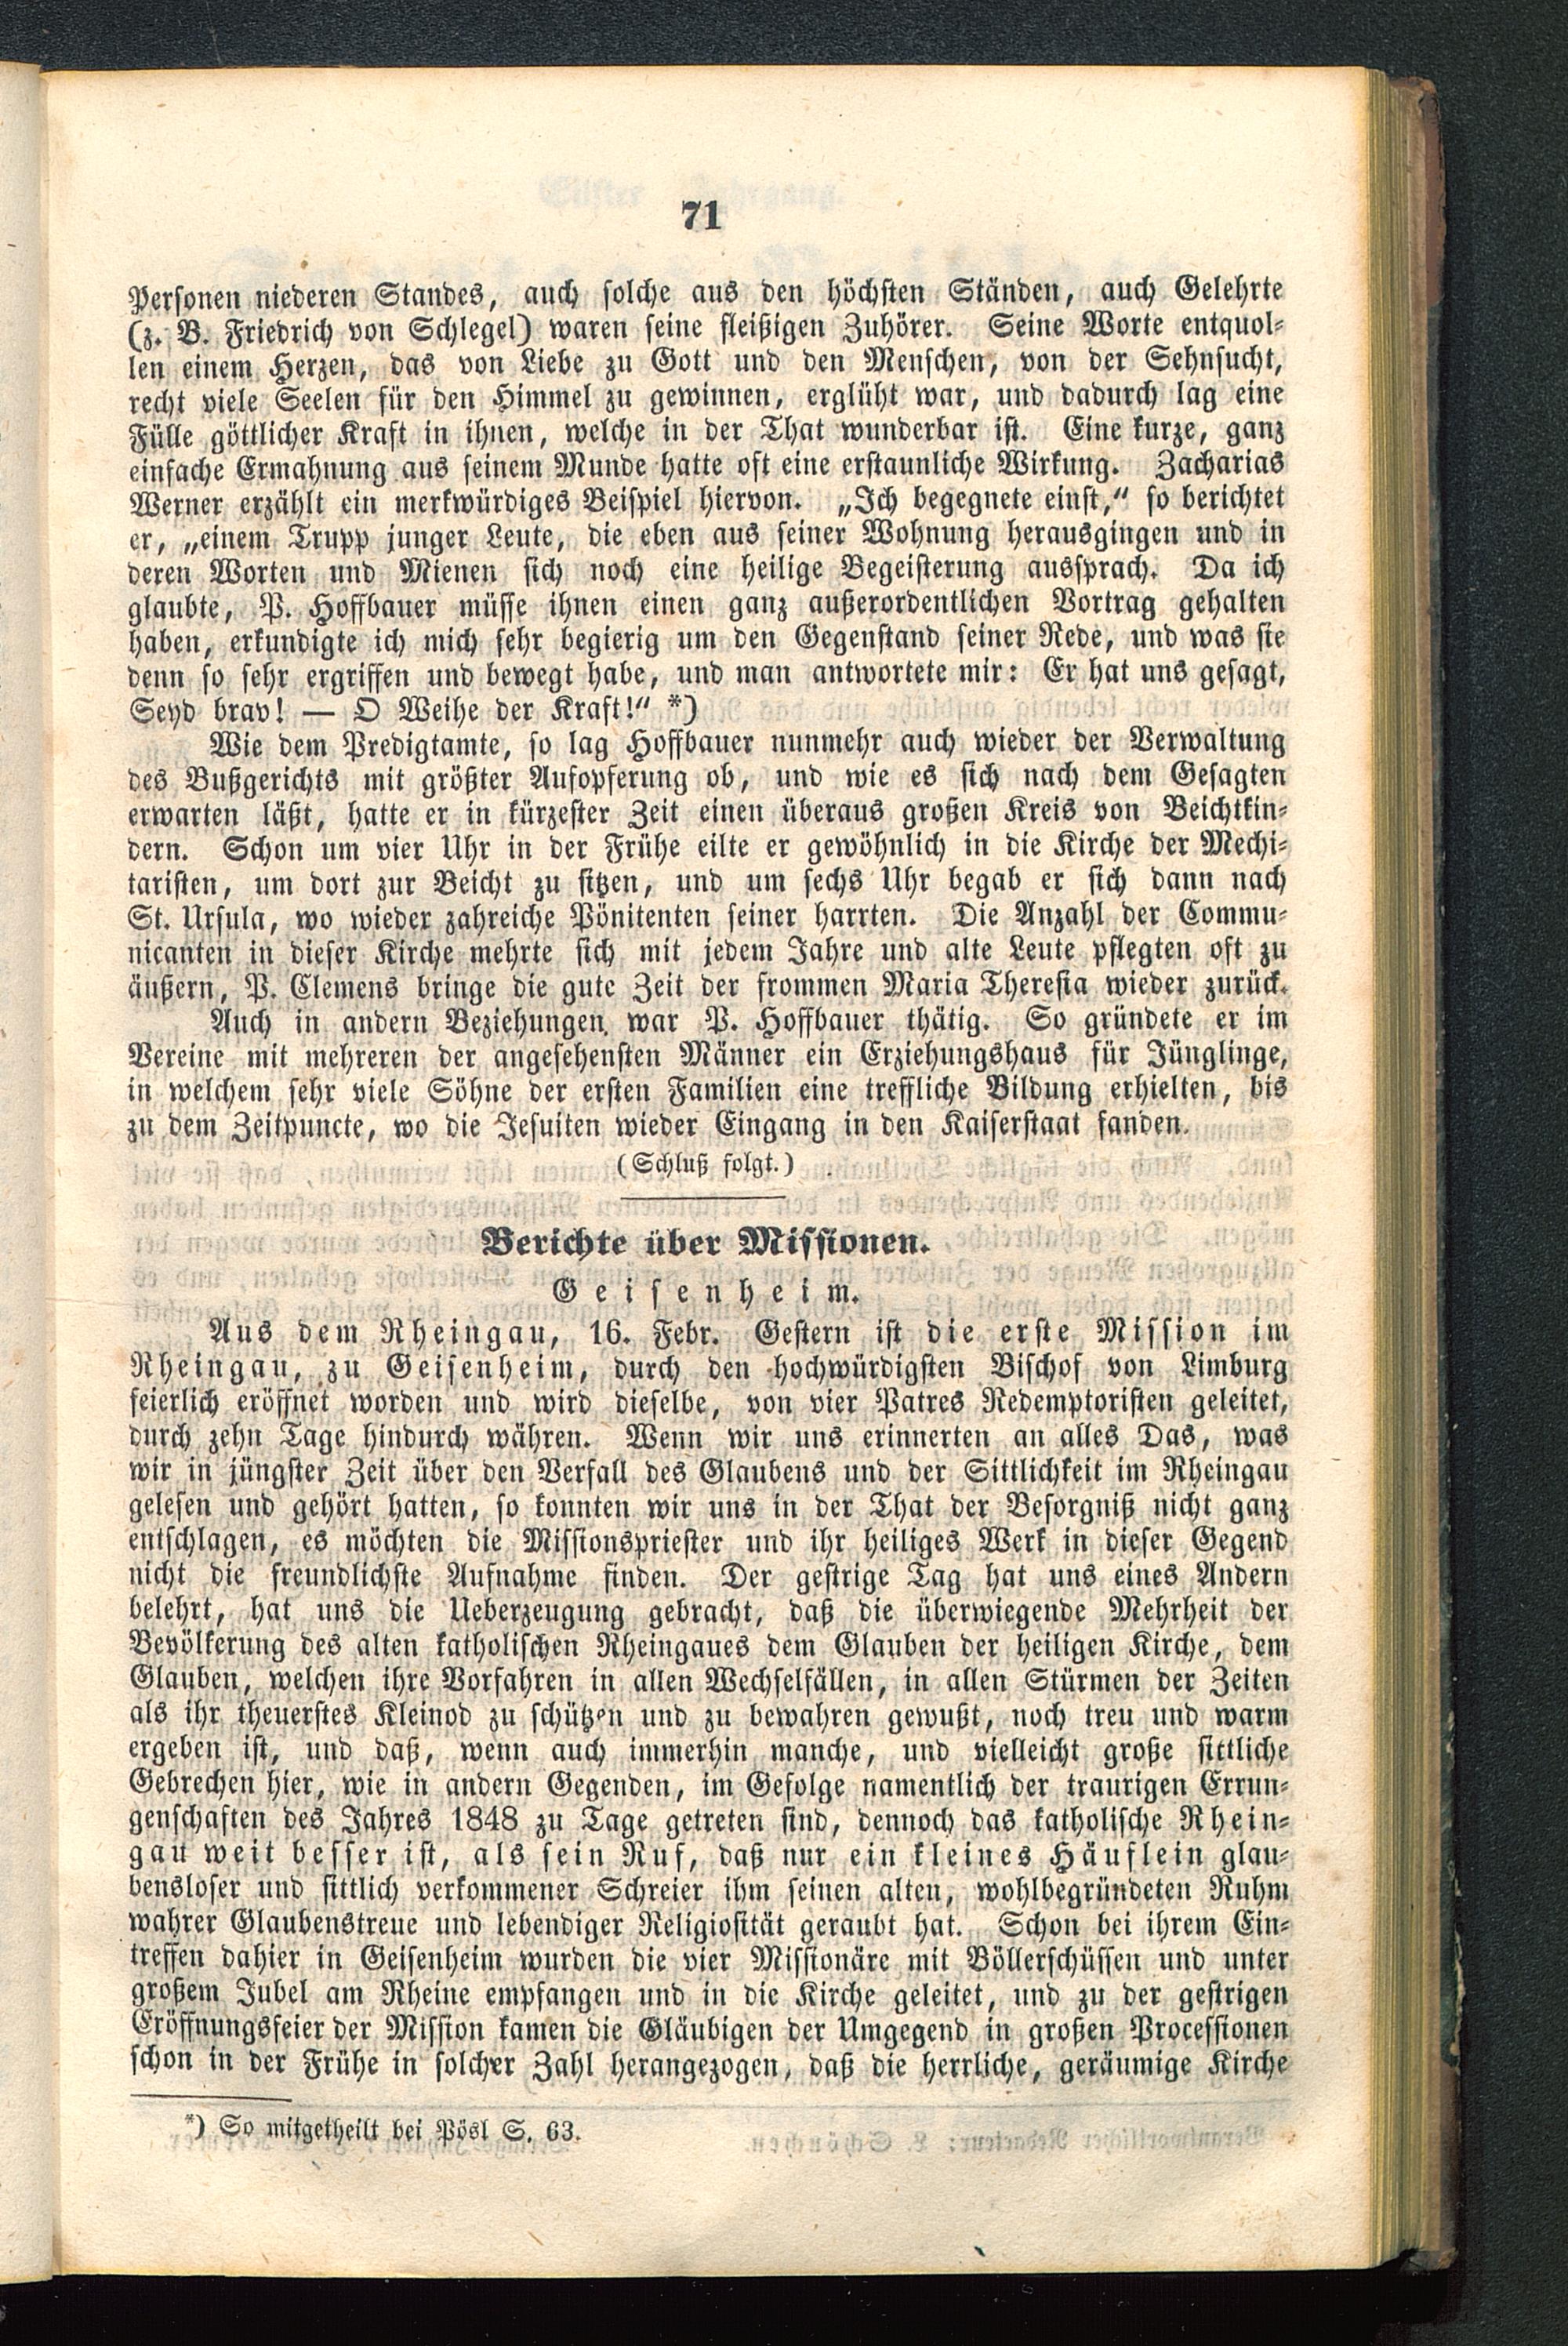 71
Personen niederen Standes, auch solche aus den höchsten Ständen, auch Gelehrte
(z. B. Friedrich von Schlegel) waren seine fleißigen Zuhörer. Seine Worte entquol-
len einem Herzen, das von Liebe zu Gott und den Menschen, von der Sehnsucht,
recht viele Seelen für den Himmel zu gewinnen, erglüht war, und dadurch lag eine
Fülle göttlicher Kraft in ihnen, welche in der That wunderbar ist. Eine kurze, ganz
einfache Ermahnung aus seinem Munde hatte oft eine erstaunliche Wirkung. Zacharias
Werner erzählt ein merkwürdiges Beispiel hiervon. „Ich begegnete einst,“ so berichtet
er, „einem Trupp junger Leute, die eben aus seiner Wohnung herausgingen und in
deren Worten und Mienen sich noch eine heilige Begeisterung aussprach. Da ich
glaubte, P. Hoffbauer müsse ihnen einen ganz außerordentlichen Vortrag gehalten
haben, erkundigte ich mich sehr begierig um den Gegenstand seiner Rede, und was sie
denn so sehr ergriffen und bewegt habe, und man antwortete mir: Er hat uns gesagt,
Seyd brav! — O Weihe der Kraft!“ *)
Wie dem Predigtamte, so lag Hoffbauer nunmehr auch wieder der Verwaltung
des Bußgerichts mit größter Aufopferung ob, und wie es sich nach dem Gesagten
erwarten läßt, hatte er in kürzester Zeit einen überaus großen Kreis von Beichtkin-
dern. Schon um vier Uhr in der Frühe eilte er gewöhnlich in die Kirche der Mechi-
taristen, um dort zur Beicht zu sitzen, und um sechs Uhr begab er sich dann nach
St. Ursula, wo wieder zahreiche Pönitenten seiner harrten. Die Anzahl der Commu-
nicanten in dieser Kirche mehrte sich mit jedem Jahre und alte Leute pflegten oft zu
äußern, P. Clemens bringe die gute Zeit der frommen Maria Theresia wieder zurück.
Auch in andern Beziehungen war P. Hoffbauer thätig. So gründete er im
Vereine mit mehreren der angesehensten Männer ein Erziehungshaus für Jünglinge,
in welchem sehr viele Söhne der ersten Familien eine treffliche Bildung erhielten, bis
zu dem Zeitpuncte, wo die Jesuiten wieder Eingang in den Kaiserstaat fanden.
(Schluß folgt.)
Berichte über Missionen.
Geisenheim.
Aus dem Rheingau, 16. Febr. Gestern ist die erste Mission im
Rheingau, zu Geisenheim, durch den hochwürdigsten Bischof von Limburg
feierlich eröffnet worden und wird dieselbe, von vier Patres Redemptoristen geleitet,
durch zehn Tage hindurch währen. Wenn wir uns erinnerten an alles Das, was
wir in jüngster Zeit über den Verfall des Glaubens und der Sittlichkeit im Rheingau
gelesen und gehört hatten, so konnten wir uns in der That der Besorgniß nicht ganz
entschlagen, es möchten die Missionspriester und ihr heiliges Werk in dieser Gegend
nicht die freundlichste Aufnahme finden. Der gestrige Tag hat uns eines Andern
belehrt, hat uns die Ueberzeugung gebracht, daß die überwiegende Mehrheit der
Bevölkerung des alten katholischen Rheingaues dem Glauben der heiligen Kirche, dem
Glauben, welchen ihre Vorfahren in allen Wechselfällen, in allen Stürmen der Zeiten
als ihr theuerstes Kleinod zu schützen und zu bewahren gewußt, noch treu und warm
ergeben ist, und daß, wenn auch immerhin manche, und vielleicht große sittliche
Gebrechen hier, wie in andern Gegenden, im Gefolge namentlich der traurigen Errun-
genschaften des Jahres 1848 zu Tage getreten sind, dennoch das katholische Rhein-
gau weit besser ist, als sein Ruf, daß nur ein kleines Häuflein glau-
bensloser und sittlich verkommener Schreier ihm seinen alten, wohlbegründeten Ruhm
wahrer Glaubenstreue und lebendiger Religiosität geraubt hat. Schon bei ihrem Ein-
treffen dahier in Geisenheim wurden die vier Missionäre mit Böllerschüssen und unter
großem Jubel am Rheine empfangen und in die Kirche geleitet, und zu der gestrigen
Eröffnungsfeier der Mission kamen die Gläubigen der Umgegend in großen Processionen
schon in der Frühe in solcher Zahl herangezogen, daß die herrliche, geräumige Kirche
*) So mitgetheilt bei Pösl S. 63.